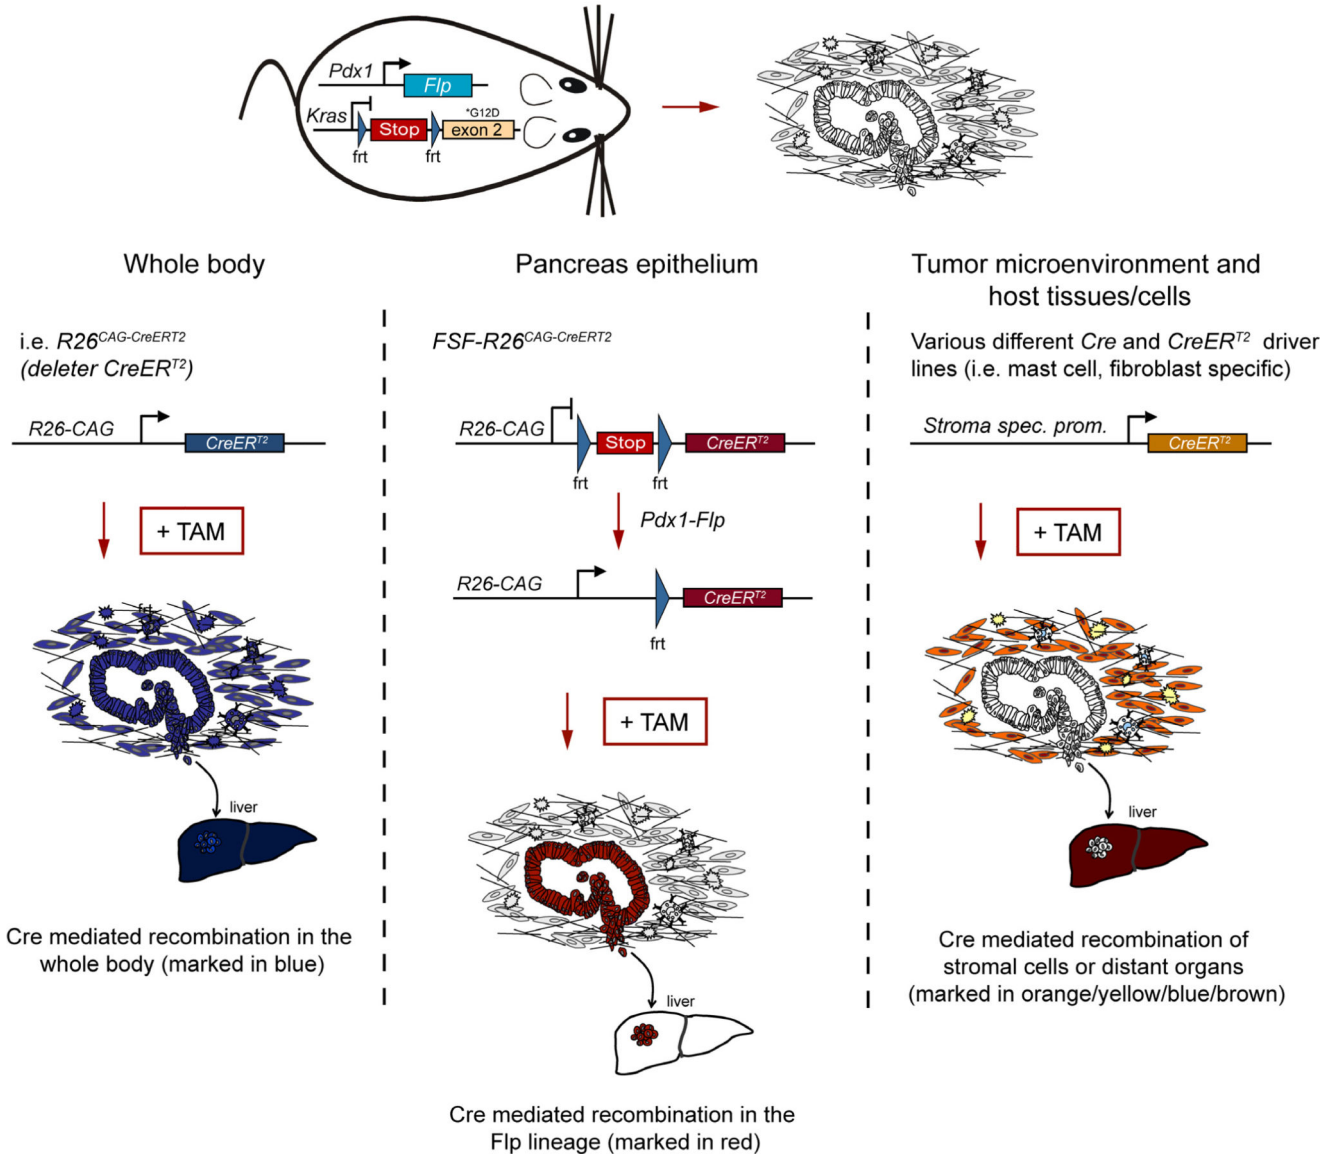 Pdx1
Flp
Kras
Stop
*G12D
exon 2
frt
frt
Whole body
i.e. R26CAG-CreERT2
(deleter CreERT2)
R26-CAG
CreERT2
+ TAM
frt
liver
Cre mediated recombination in the
whole body (marked in blue)
Pancreas epithelium
FSF-R26CAG-CreERT2
R26-CAG
Stop
CreERT2
frt
frt
Pdx1-Flp
R26-CAG
CreERT2
frt
+ TAM
liver
Cre mediated recombination in the
Flp lineage (marked in red)
Tumor microenvironment and
host tissues/cells
Various different Cre and CreERT2 driver
lines (i.e. mast cell, fibroblast specific)
Stroma spec. prom.
CreERT2
+ TAM
liver
Cre mediated recombination of
stromal cells or distant organs
(marked in orange/yellow/blue/brown)